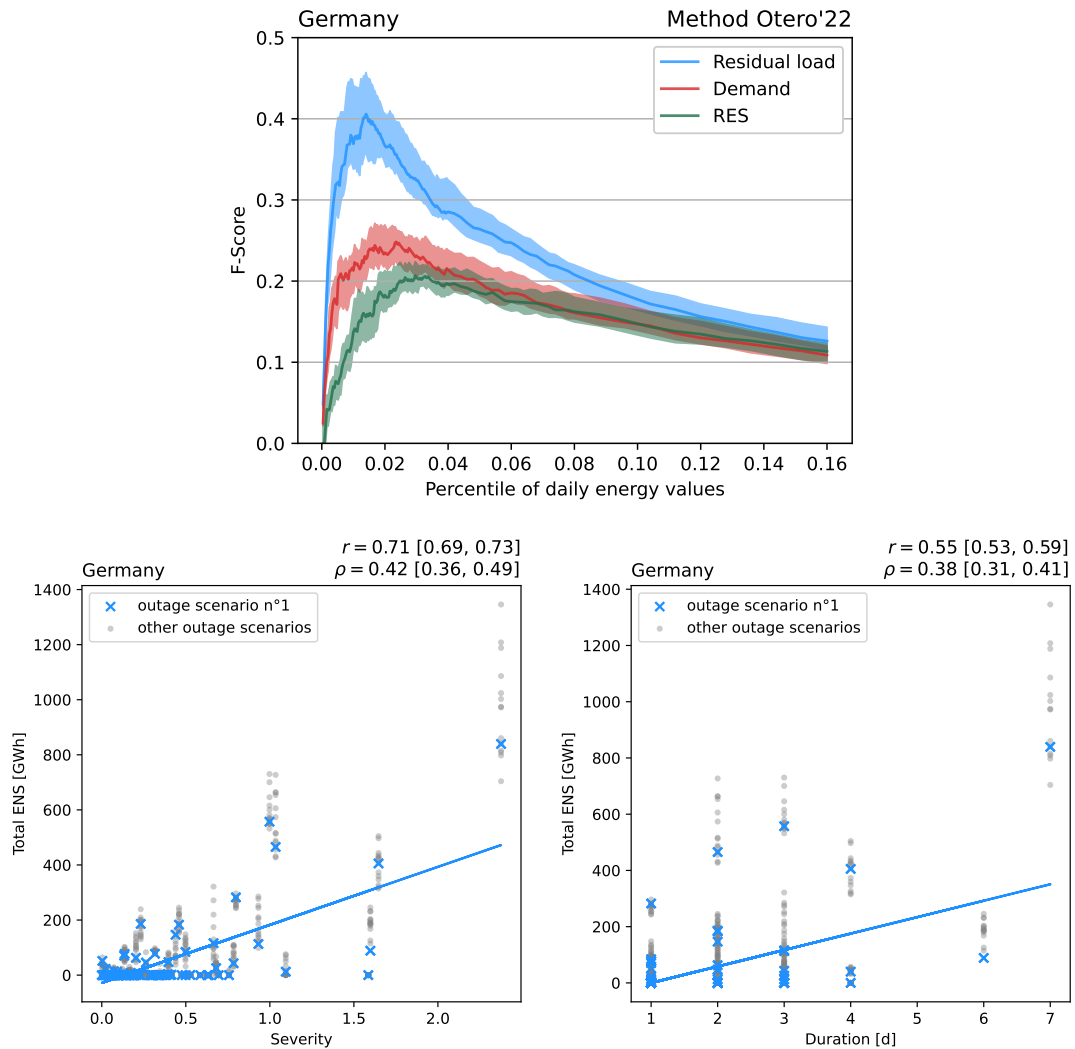 Germany Method Otero'22
0.5
0.4
0.3
0.2
0.1
0.0
F-Score
Residual load
Demand
RES
0.00 0.02 0.04 0.06 0.08 0.10 0.12 0.14 0.16
Percentile of daily energy values
r = 0.71 [0.69, 0.73]
Germany ρ = 0.42 [0.36, 0.49]
outage scenario n°1
other outage scenarios
1400
1200
1000
800
600
400
200
0
Total ENS [GWh]
0.0 0.5 1.0 1.5 2.0
Severity
r = 0.55 [0.53, 0.59]
Germany ρ = 0.38 [0.31, 0.41]
outage scenario n°1
other outage scenarios
1400
1200
1000
800
600
400
200
0
Total ENS [GWh]
1 2 3 4 5 6 7
Duration [d]